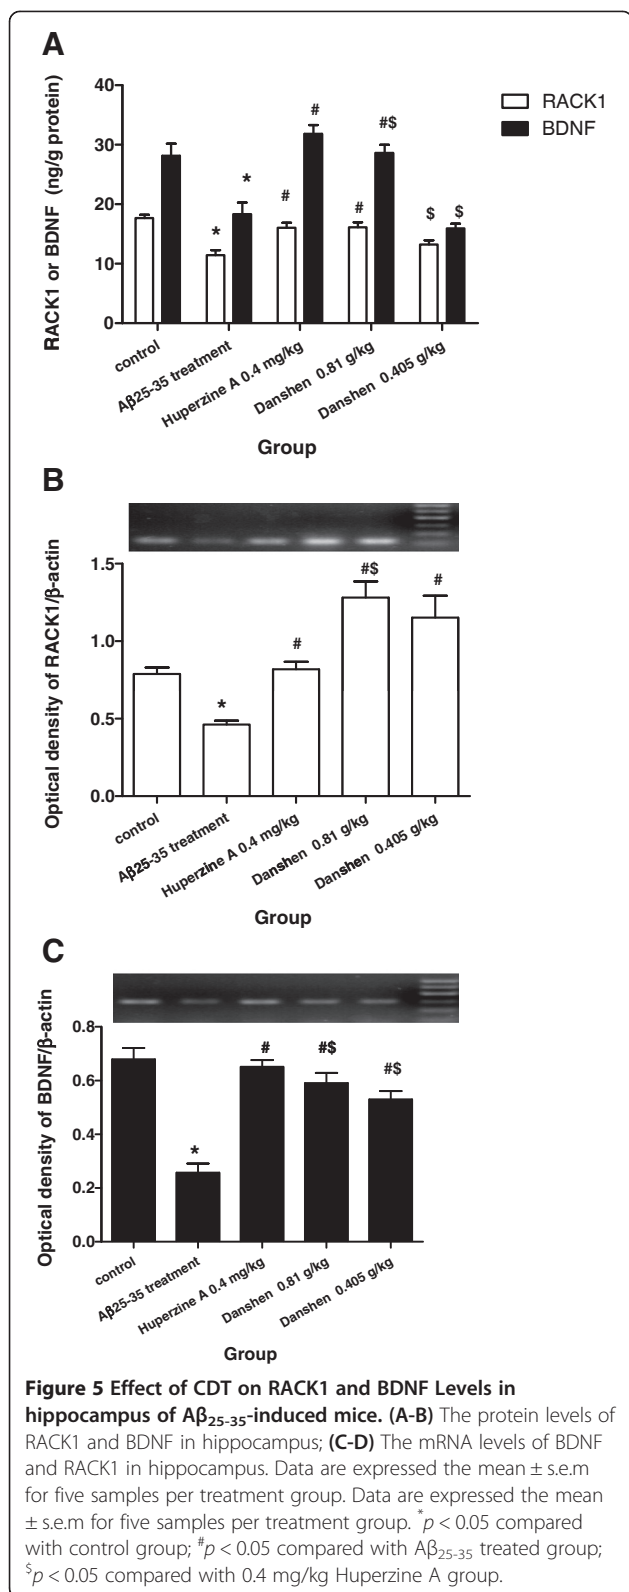 A
RACK1 or BDNF (ng/g protein)
40
30
20
10
0
RACK1
BDNF
*
*
#
#
#
#$
$
$
control
Aβ25-35 treatment
Huperzine A 0.4 mg/kg
Danshen 0.81 g/kg
Danshen 0.405 g/kg
Group
B
Optical density of RACK1/β-actin
1.5
1.0
0.5
0.0
*
#
#$
#
control
Aβ25-35 treatment
Huperzine A 0.4 mg/kg
Danshen 0.81 g/kg
Danshen 0.405 g/kg
Group
C
Optical density of BDNF/β-actin
0.8
0.6
0.4
0.2
0.0
*
#
#$
#$
control
Aβ25-35 treatment
Huperzine A 0.4 mg/kg
Danshen 0.81 g/kg
Danshen 0.405 g/kg
Group
Figure 5 Effect of CDT on RACK1 and BDNF Levels in
hippocampus of Aβ25-35-induced mice. (A-B) The protein levels of
RACK1 and BDNF in hippocampus; (C-D) The mRNA levels of BDNF
and RACK1 in hippocampus. Data are expressed the mean ± s.e.m
for five samples per treatment group. Data are expressed the mean
± s.e.m for five samples per treatment group. *p < 0.05 compared
with control group; #p < 0.05 compared with Aβ25-35 treated group;
$p < 0.05 compared with 0.4 mg/kg Huperzine A group.